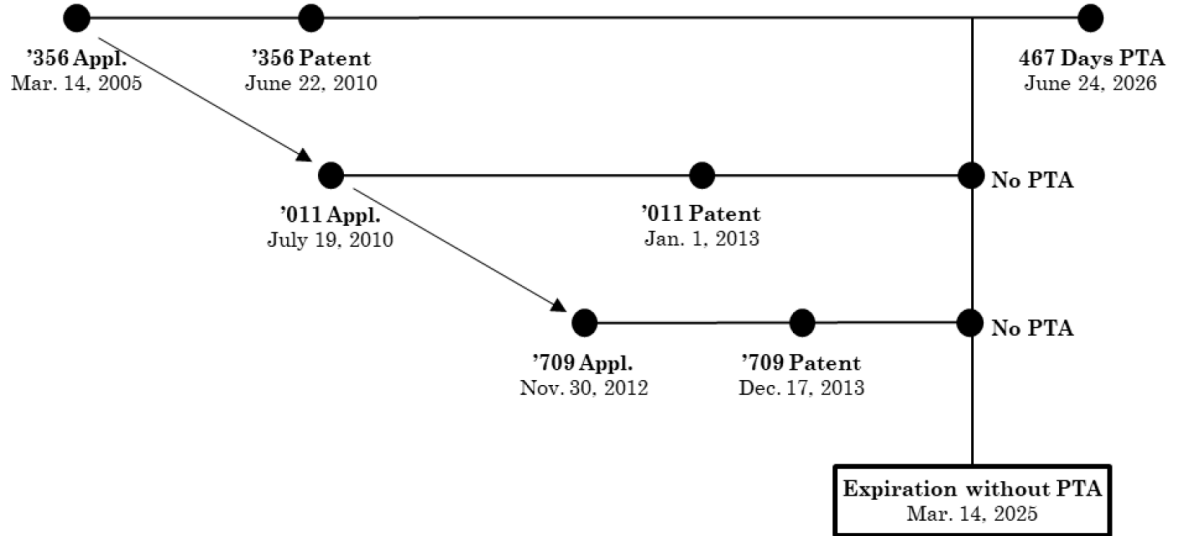 ’356 Appl.
Mar. 14, 2005
’356 Patent
June 22, 2010
467 Days PTA
June 24, 2026
No PTA
’011 Appl.
July 19, 2010
’011 Patent
Jan. 1, 2013
No PTA
’709 Appl.
Nov. 30, 2012
’709 Patent
Dec. 17, 2013
Expiration without PTA
Mar. 14, 2025